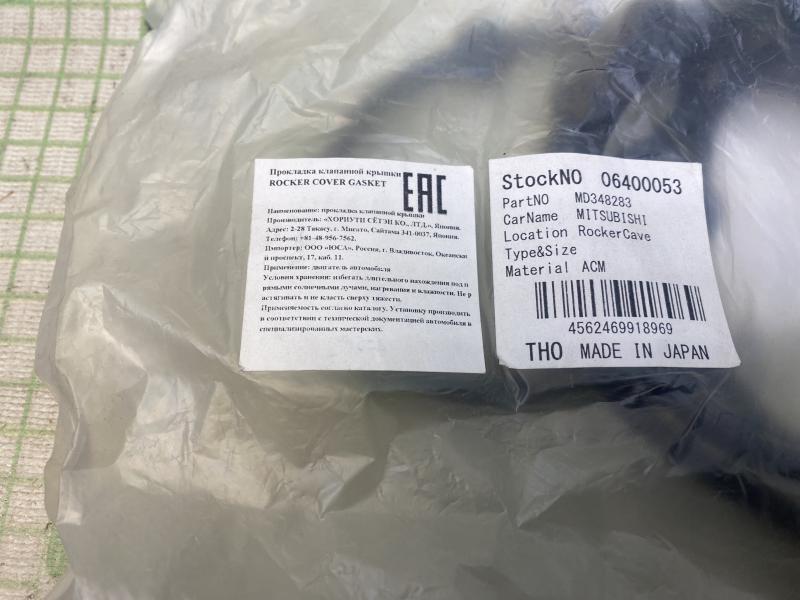 Прокладка клапанной крышки
ROCKER COVER GASKET
EAC
Наименование: прокладка клапанной крышки
Производитель: «ХОРИУТИ СЁТЭН КО., ЛТД.», Япония.
Адрес: 2-28 Такасу, г. Мисато, Сайтама 341-0037, Япония.
Телефон: +81-48-956-7562.
Импортер: ООО «ЮСА», Россия, г. Владивосток, Океански
й проспект, 17, каб. 11.
Применение: двигатель автомобиля
Условия хранения: избегать длительного нахождения под п
рямыми солнечными лучами, нагревания и влажности. Не р
астягивать и не класть сверху тяжести.
Применяемость согласно каталогу. Установку производить
в соответствии с технической документацией автомобиля в
специализированных мастерских.
StockNO 06400053
PartNO MD348283
CarName MITSUBISHI
Location RockerCave
Type&Size
Material ACM
4562469918969
THO MADE IN JAPAN